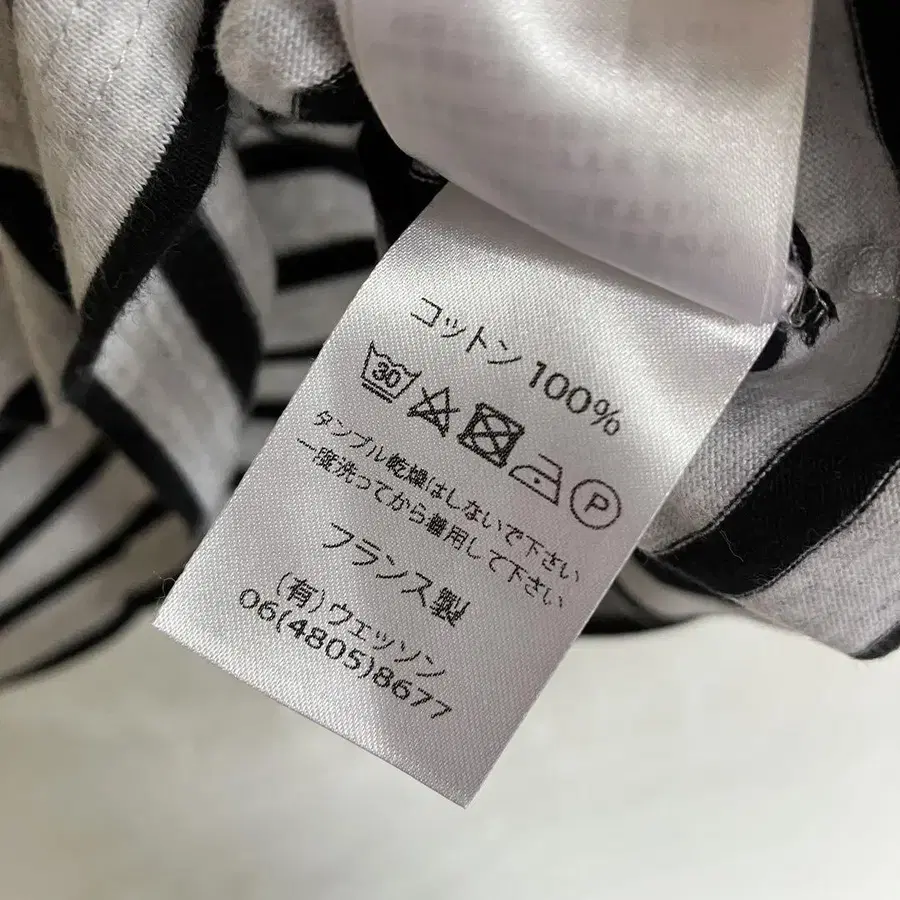 コットン 100%
30 P
タンブル乾燥はしないで下さい
一度洗ってから着用して下さい
フランス製
(有)ウェッソン
06(4805)8677